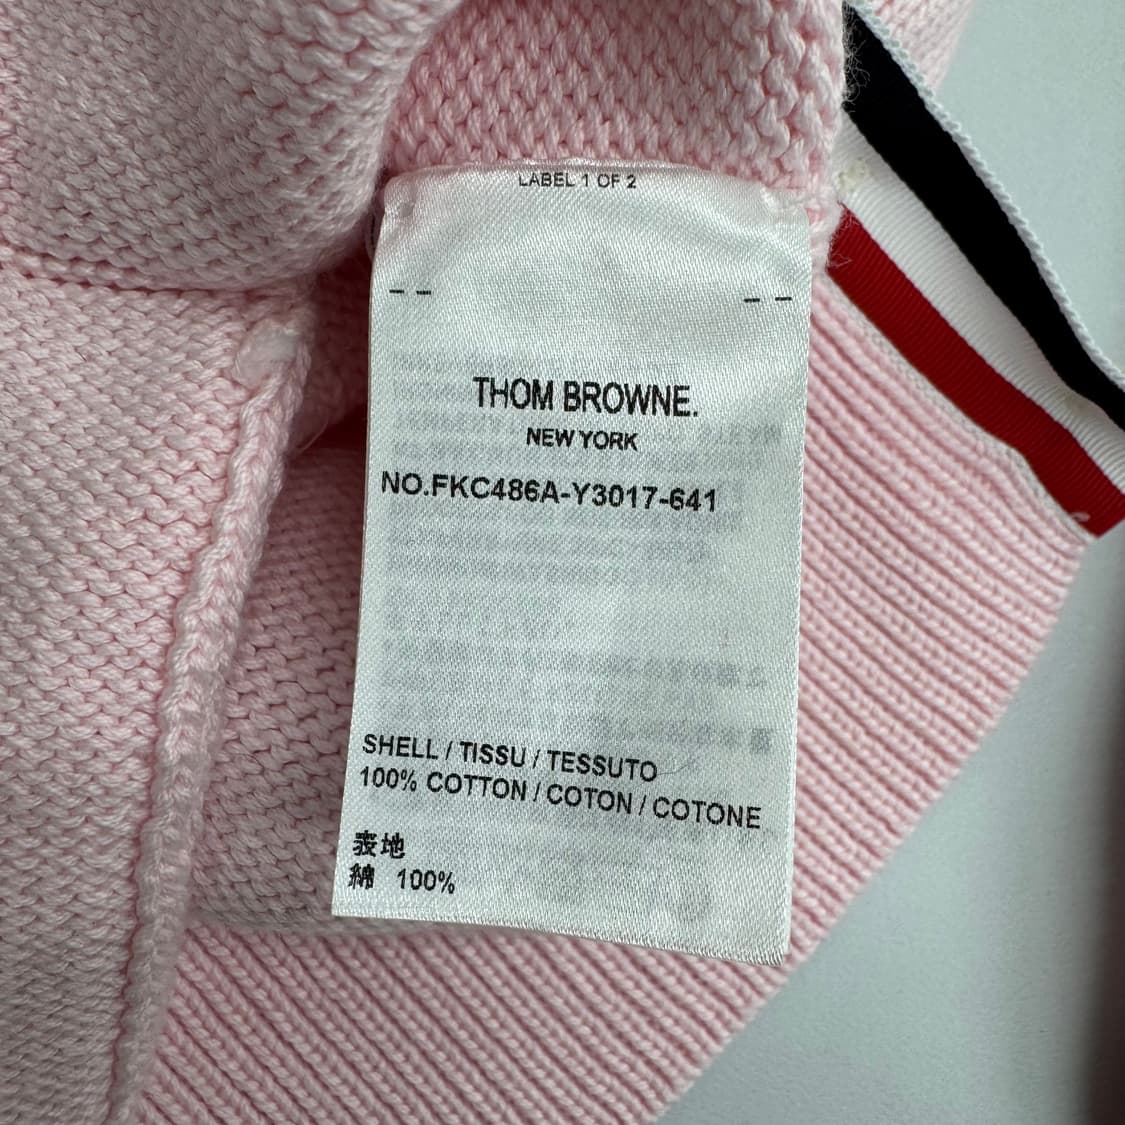 LABEL 1 OF 2
THOM BROWNE.
NEW YORK
NO.FKC486A-Y3017-641
SHELL / TISSU / TESSUTO
100% COTTON / COTON / COTONE
表地
綿 100%